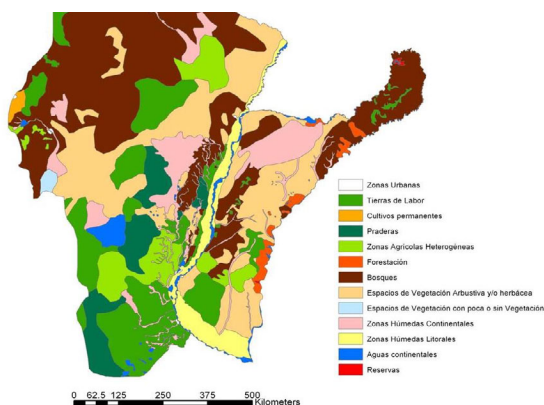 Zonas Urbanas
Tierras de Labor
Cultivos permanentes
Praderas
Zonas Agrícolas Heterogéneas
Forestación
Bosques
Espacios de Vegetación Arbustiva y/o herbácea
Espacios de Vegetación con poca o sin Vegetación
Zonas Húmedas Continentales
Zonas Húmedas Litorales
Aguas continentales
Reservas
0 62.5 125 250 375 500
Kilometers